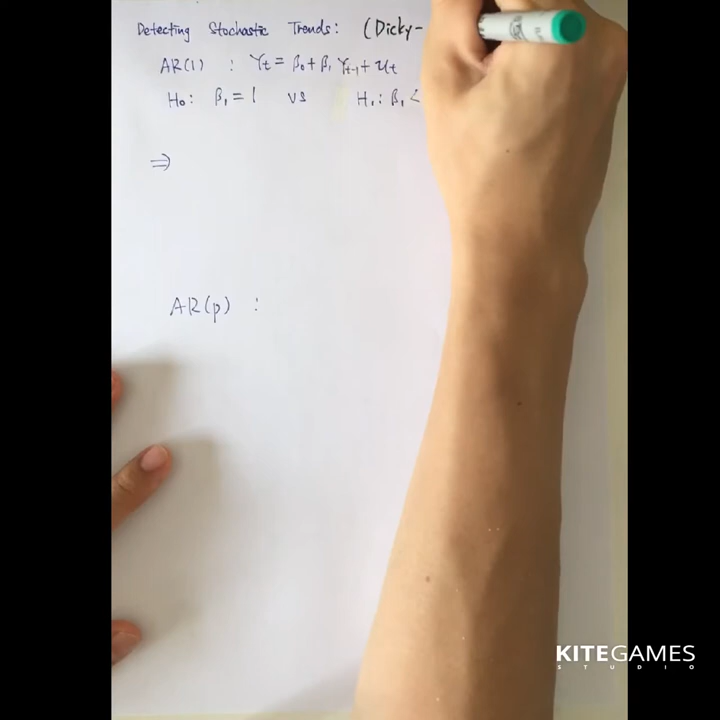 Detecting Stochastic Trends: (Dicky-
AR(1) : Yt = β0 + β1 Yt-1 + ut
H0: β1 = 1 vs H1: β1 <
⇒
AR(p) :
KITEGAMES
STUDIO